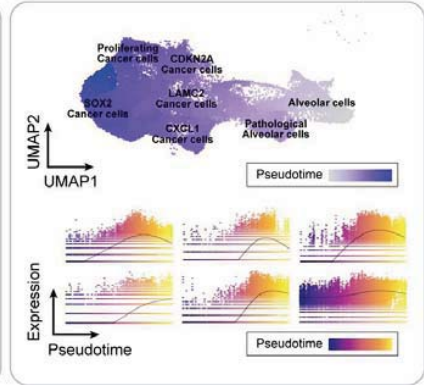 Proliferating
Cancer cells
CDKN2A
Cancer cells
SOX2
Cancer cells
LAMC2
Cancer cells
Alveolar cells
CXCL1
Cancer cells
Pathological
Alveolar cells
UMAP2
UMAP1
Pseudotime
Expression
Pseudotime
Pseudotime